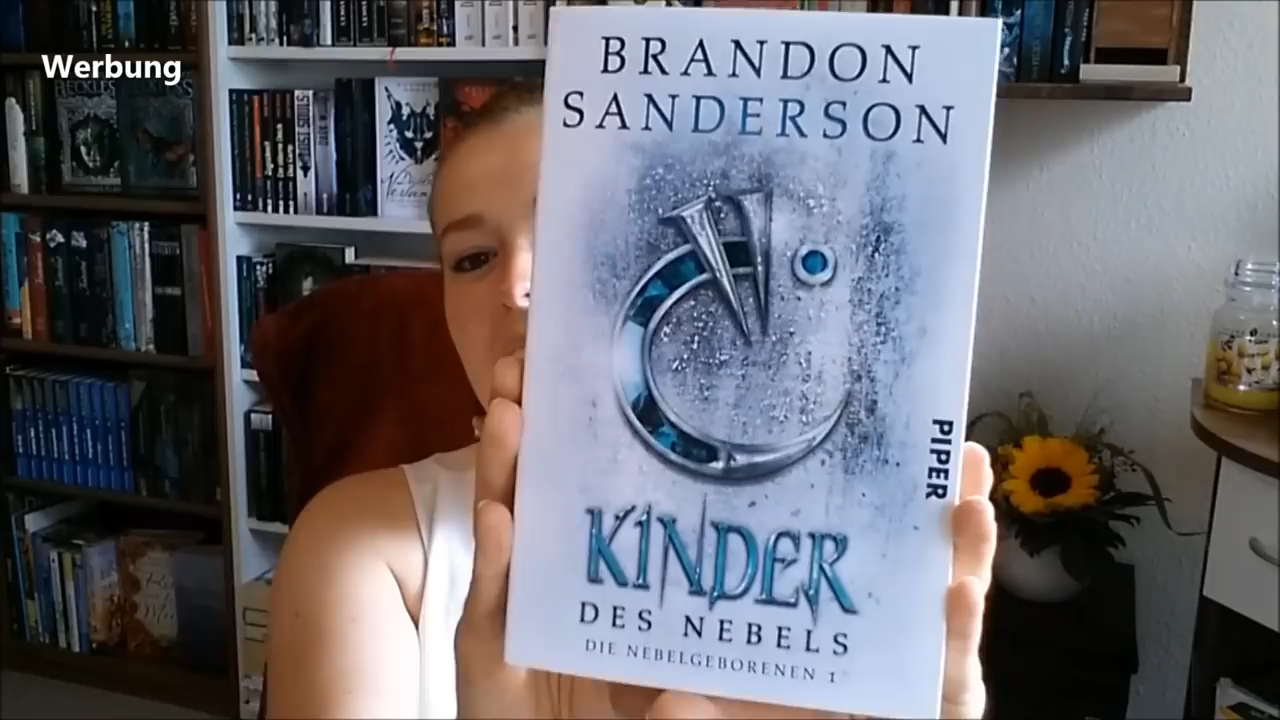 Werbung
BRANDON
SANDERSON
PIPER
KINDER
DES NEBELS
DIE NEBELGEBORENEN 1